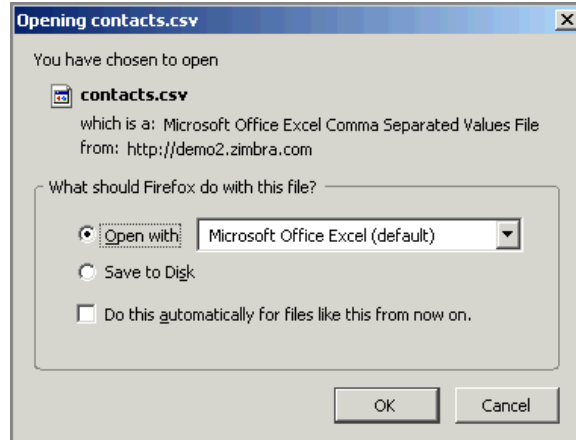 Opening contacts.csv
You have chosen to open
contacts.csv
which is a: Microsoft Office Excel Comma Separated Values File
from: http://demo2.zimbra.com
What should Firefox do with this file?
Open with Microsoft Office Excel (default)
Save to Disk
Do this automatically for files like this from now on.
OK Cancel